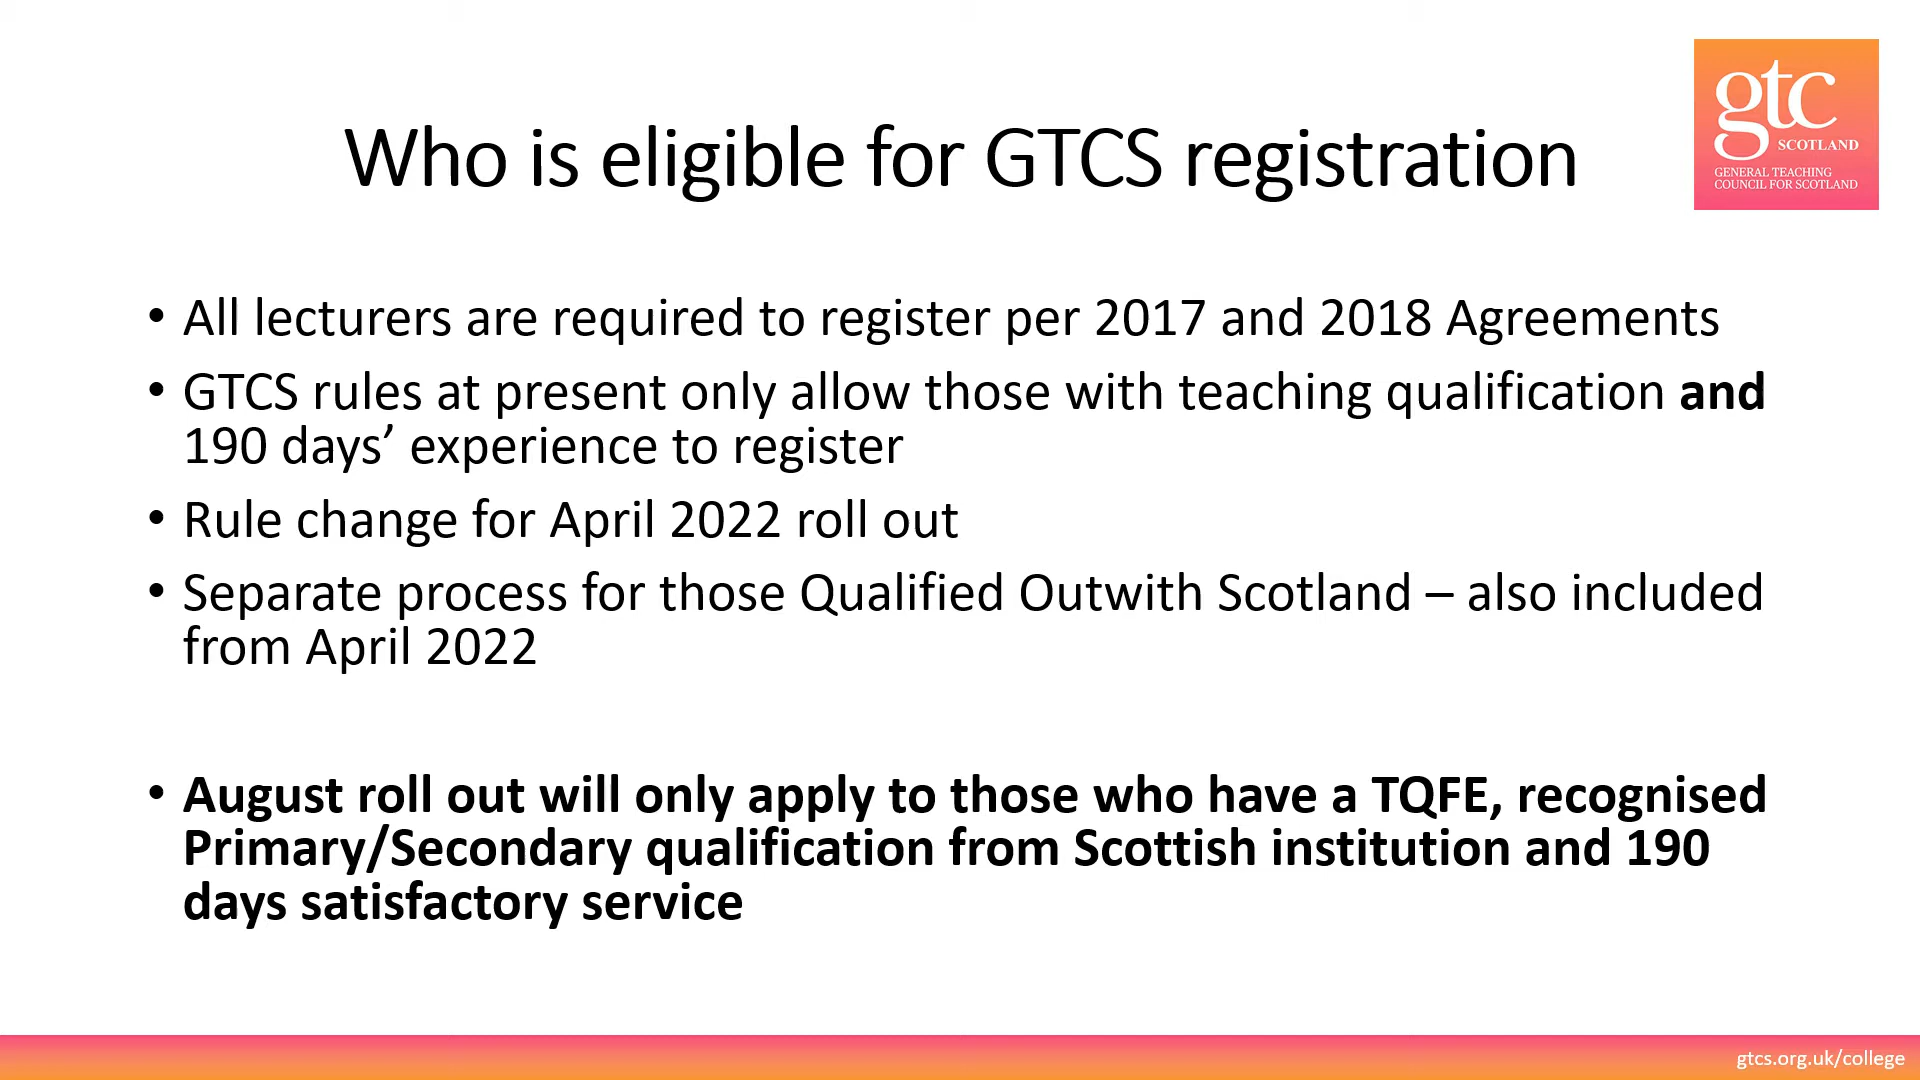 gtc
SCOTLAND
GENERAL TEACHING
COUNCIL FOR SCOTLAND
Who is eligible for GTCS registration
• All lecturers are required to register per 2017 and 2018 Agreements
• GTCS rules at present only allow those with teaching qualification and
190 days’ experience to register
• Rule change for April 2022 roll out
• Separate process for those Qualified Outwith Scotland – also included
from April 2022
• August roll out will only apply to those who have a TQFE, recognised
Primary/Secondary qualification from Scottish institution and 190
days satisfactory service
gtcs.org.uk/college